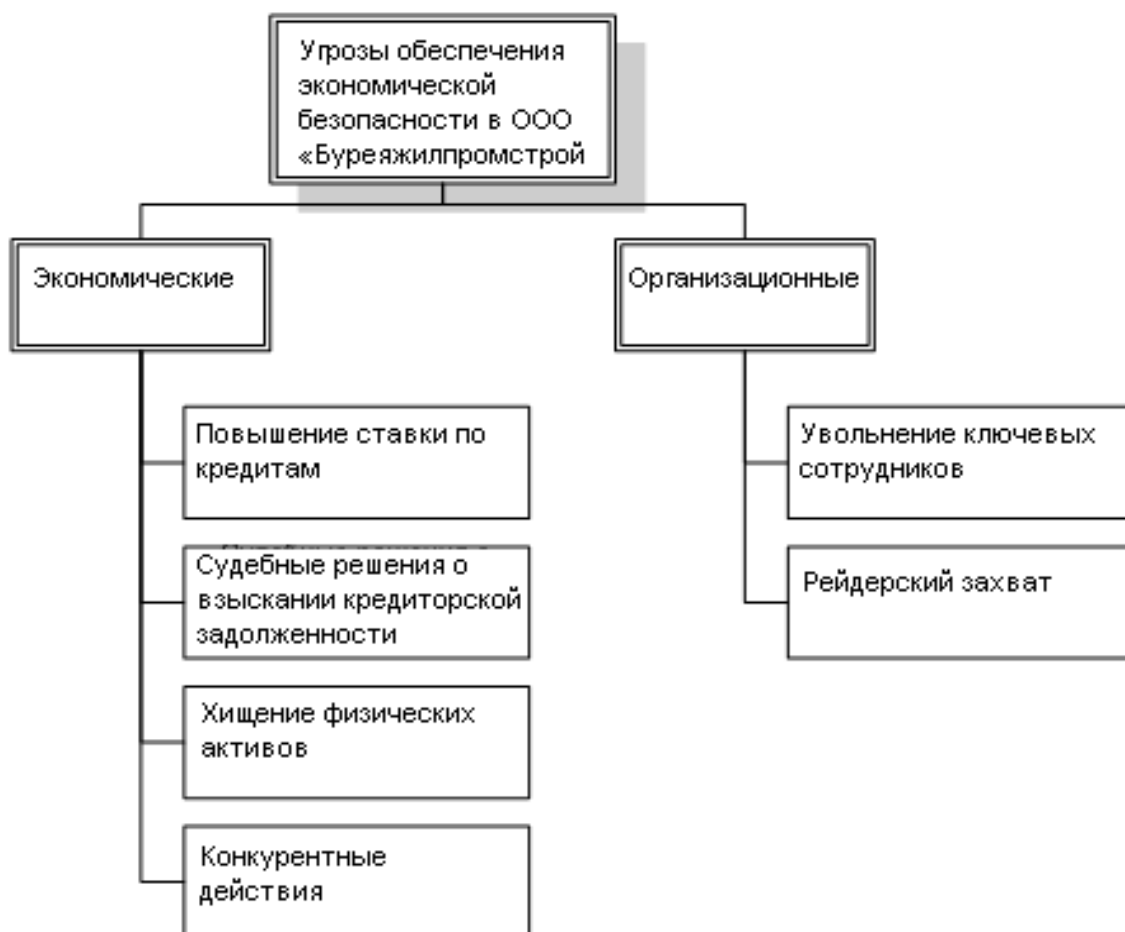 Угрозы обеспечения
экономической
безопасности в ООО
«Буреяжилпромстрой
Экономические
Организационные
Повышение ставки по
кредитам
Судебные решения о
взыскании кредиторской
задолженности
Хищение физических
активов
Конкурентные
действия
Увольнение ключевых
сотрудников
Рейдерский захват